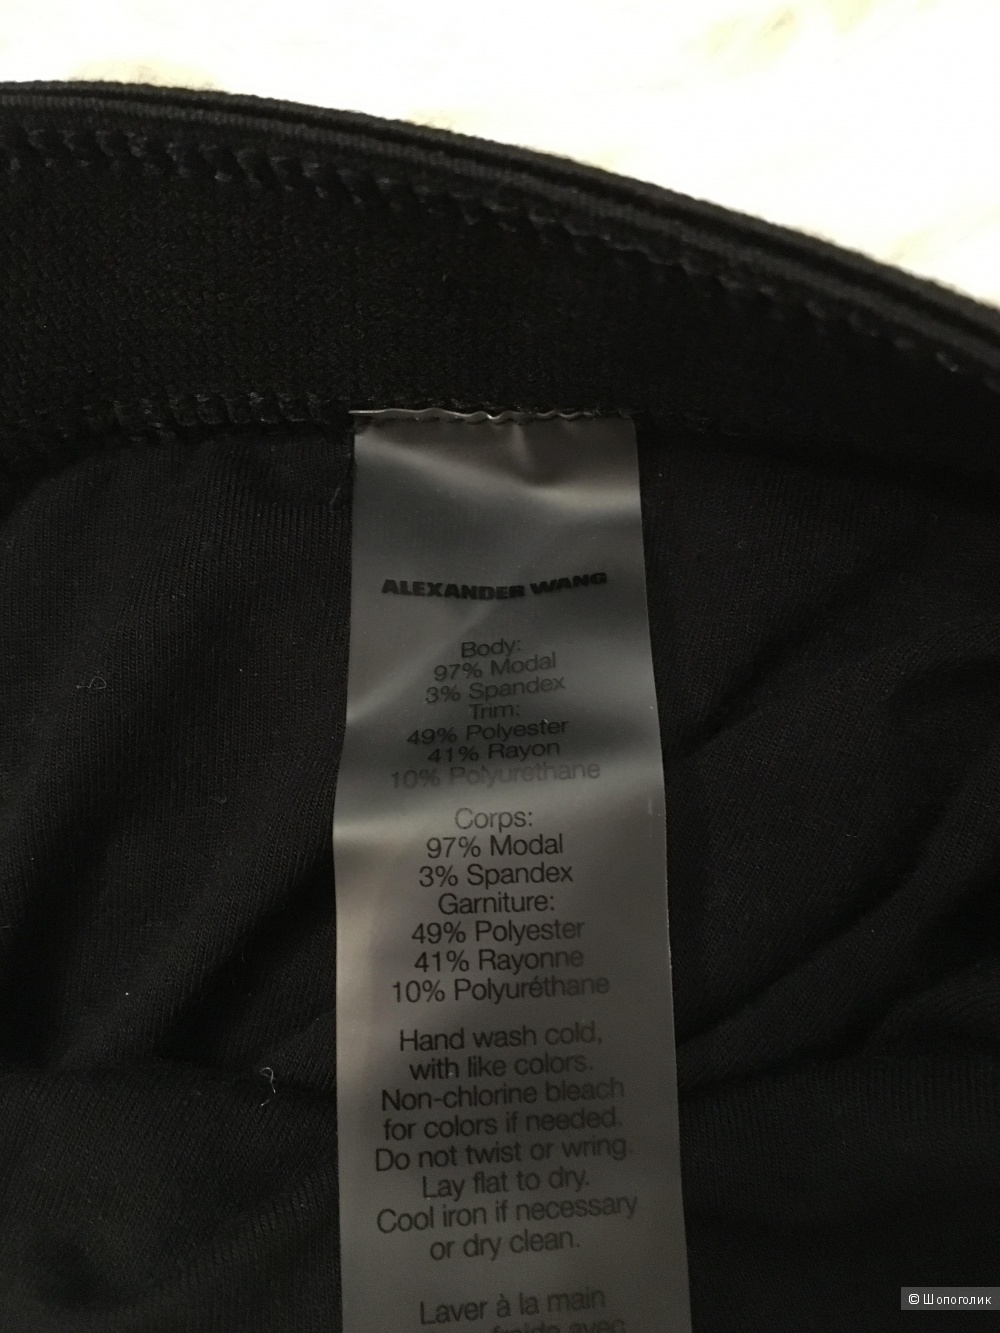 ALEXANDER WANG
Body:
97% Modal
3% Spandex
Trim:
49% Polyester
41% Rayon
10% Polyurethane
Corps:
97% Modal
3% Spandex
Garniture:
49% Polyester
41% Rayonne
10% Polyuréthane
Hand wash cold,
with like colors.
Non-chlorine bleach
for colors if needed.
Do not twist or wring.
Lay flat to dry.
Cool iron if necessary
or dry clean.
Laver à la main
froide avec
© Шопоголик